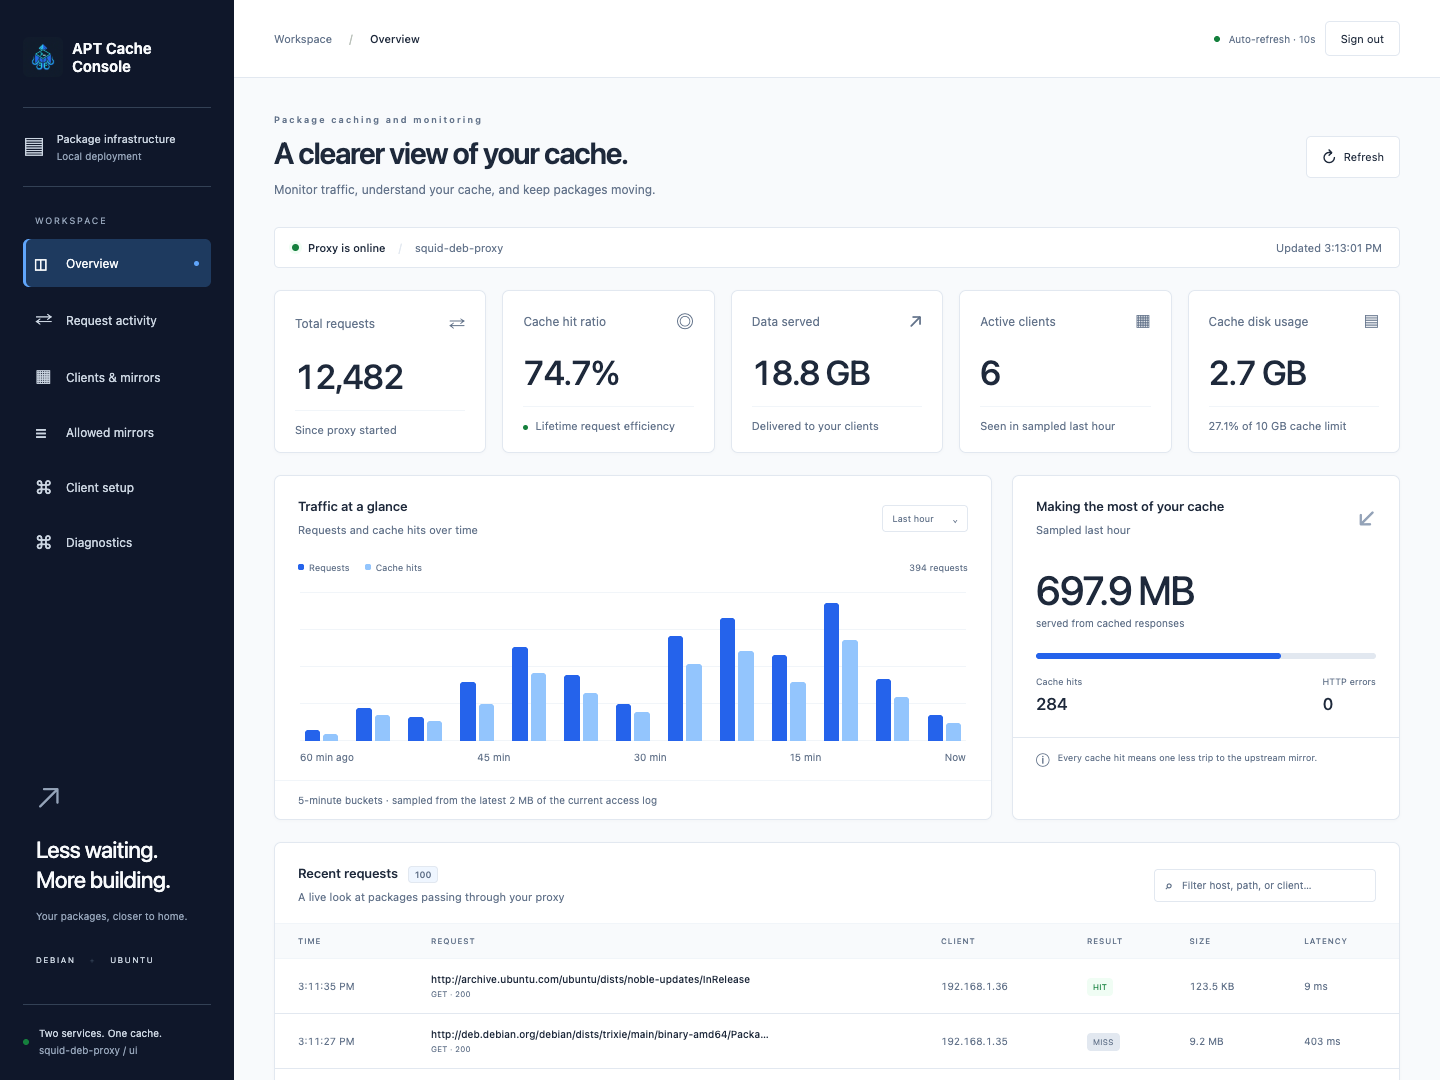 APT Cache
Console
Package infrastructure
Local deployment
WORKSPACE
Overview
Request activity
Clients & mirrors
Allowed mirrors
Client setup
Diagnostics
Less waiting.
More building.
Your packages, closer to home.
DEBIAN UBUNTU
Two services. One cache.
squid-deb-proxy / ui
Workspace / Overview
Auto-refresh · 10s
Sign out
Package caching and monitoring
A clearer view of your cache.
Monitor traffic, understand your cache, and keep packages moving.
Refresh
Proxy is online / squid-deb-proxy
Updated 3:13:01 PM
Total requests
12,482
Since proxy started
Cache hit ratio
74.7%
Lifetime request efficiency
Data served
18.8 GB
Delivered to your clients
Active clients
6
Seen in sampled last hour
Cache disk usage
2.7 GB
27.1% of 10 GB cache limit
Traffic at a glance
Requests and cache hits over time
Last hour
Requests Cache hits
394 requests
60 min ago 45 min 30 min 15 min Now
5-minute buckets · sampled from the latest 2 MB of the current access log
Making the most of your cache
Sampled last hour
697.9 MB
served from cached responses
Cache hits
284
HTTP errors
0
Every cache hit means one less trip to the upstream mirror.
Recent requests 100
A live look at packages passing through your proxy
Filter host, path, or client...
TIME REQUEST CLIENT RESULT SIZE LATENCY
3:11:35 PM http://archive.ubuntu.com/ubuntu/dists/noble-updates/InRelease 192.168.1.36 HIT 123.5 KB 9 ms
GET · 200
3:11:27 PM http://deb.debian.org/debian/dists/trixie/main/binary-amd64/Packa... 192.168.1.35 MISS 9.2 MB 403 ms
GET · 200